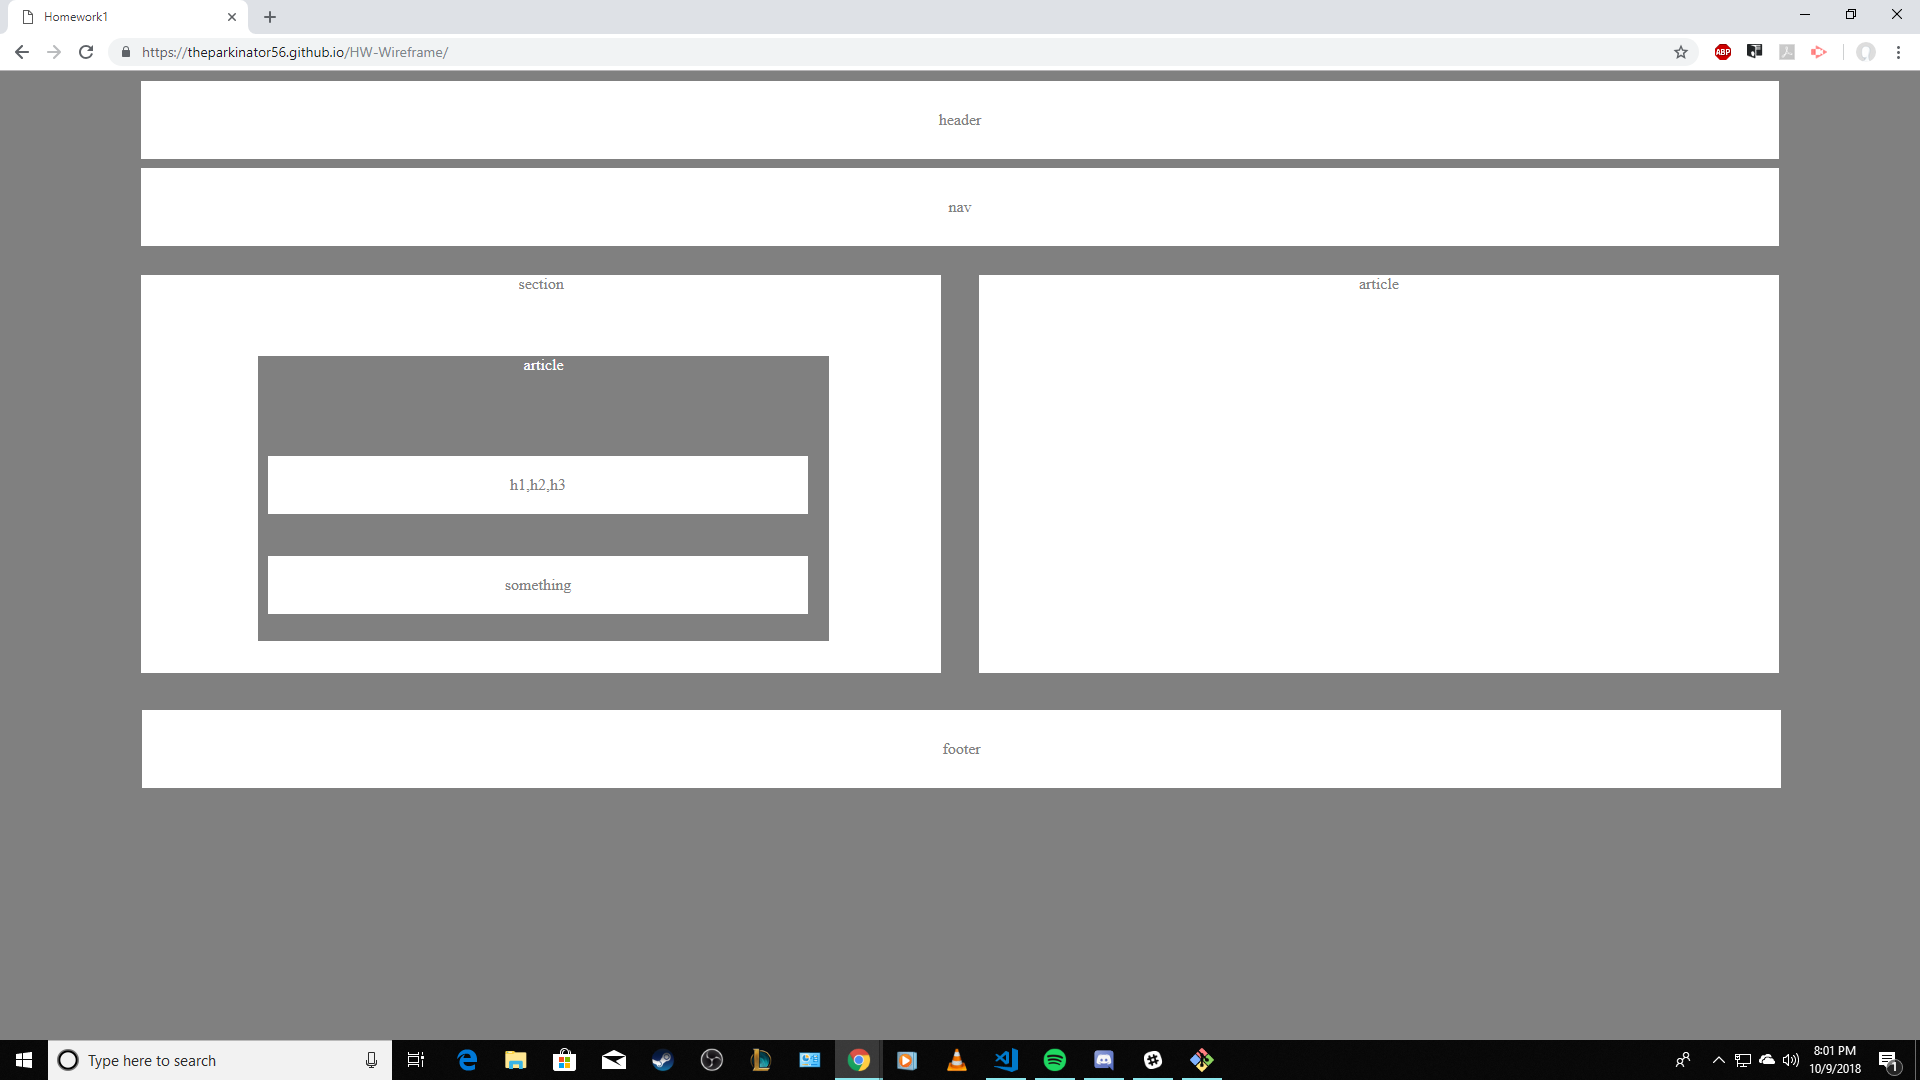 Homework1
https://theparkinator56.github.io/HW-Wireframe/
ABP
header
nav
section
article
article
h1,h2,h3
something
footer
Type here to search
8:01 PM
10/9/2018
1